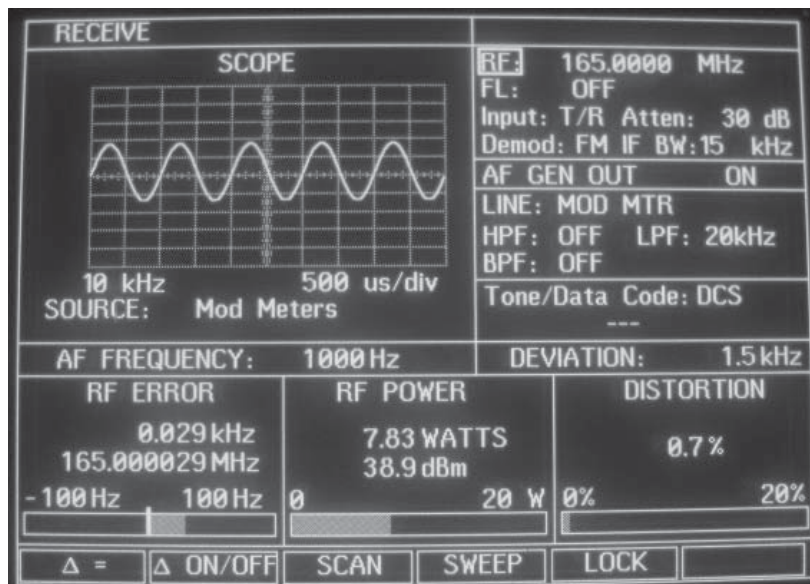 RECEIVE
SCOPE
10 kHz 500 us/div
SOURCE: Mod Meters
RF: 165.0000 MHz
FL: OFF
Input: T/R Atten: 30 dB
Demod: FM IF BW:15 kHz
AF GEN OUT ON
LINE: MOD MTR
HPF: OFF LPF: 20kHz
BPF: OFF
Tone/Data Code: DCS
---
AF FREQUENCY: 1000 Hz
DEVIATION: 1.5 kHz
RF ERROR
0.029 kHz
165.000029 MHz
-100Hz 100Hz
RF POWER
7.83 WATTS
38.9 dBm
0 20 W
DISTORTION
0.7 %
0% 20%
Δ = Δ ON/OFF SCAN SWEEP LOCK